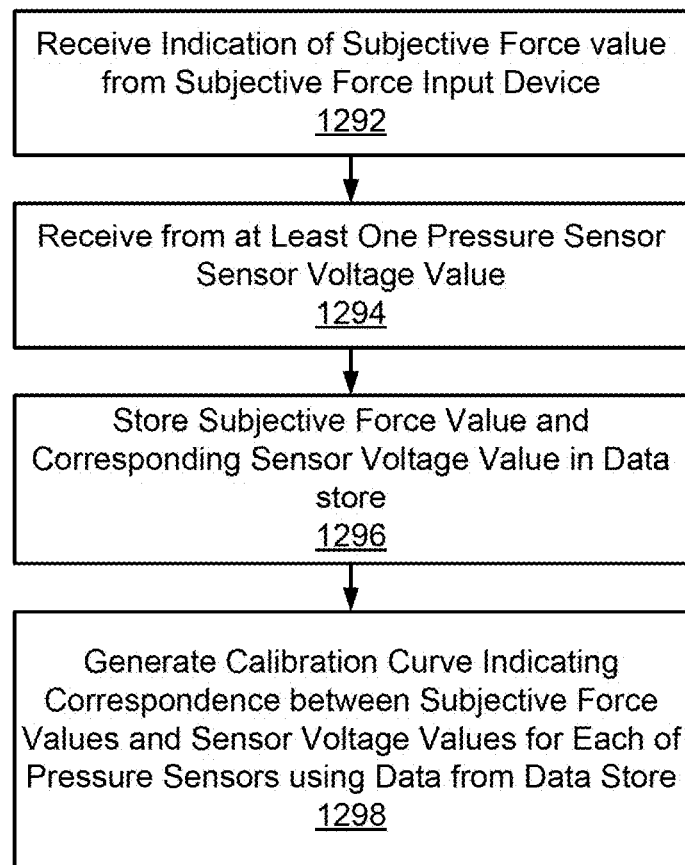 Receive Indication of Subjective Force value
from Subjective Force Input Device
1292
Receive from at Least One Pressure Sensor
Sensor Voltage Value
1294
Store Subjective Force Value and
Corresponding Sensor Voltage Value in Data
store
1296
Generate Calibration Curve Indicating
Correspondence between Subjective Force
Values and Sensor Voltage Values for Each of
Pressure Sensors using Data from Data Store
1298